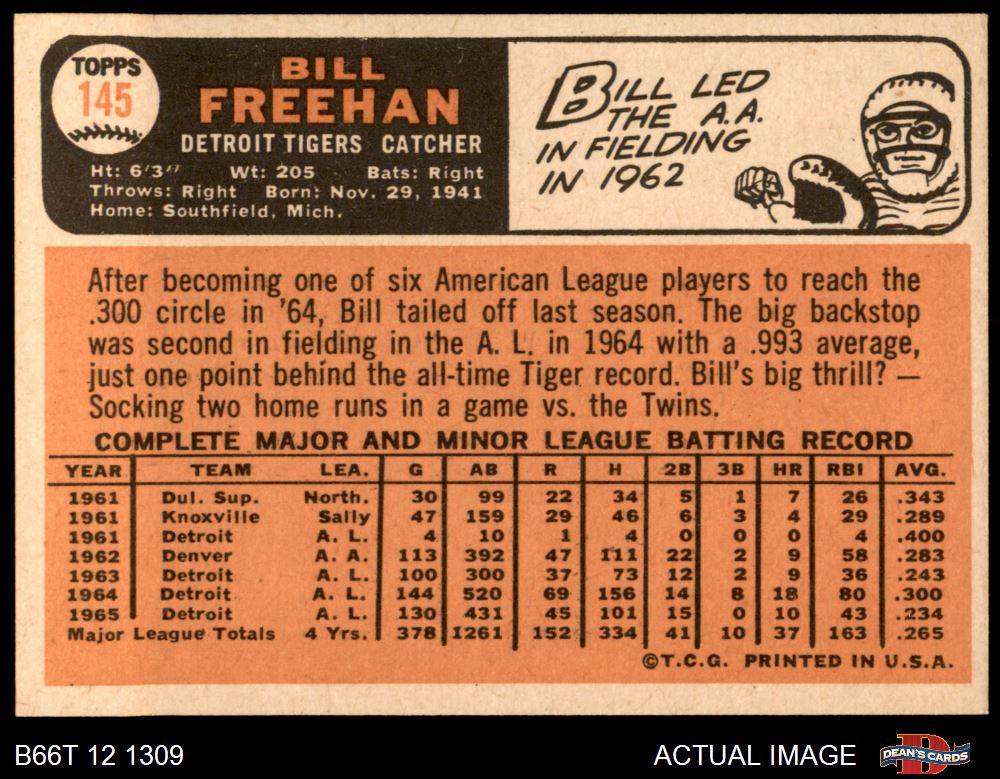 TOPPS
145
BILL
FREEHAN
DETROIT TIGERS CATCHER
Ht: 6'3" Wt: 205 Bats: Right
Throws: Right Born: Nov. 29, 1941
Home: Southfield, Mich.
BILL LED
THE A.A.
IN FIELDING
IN 1962
After becoming one of six American League players to reach the
.300 circle in '64, Bill tailed off last season. The big backstop
was second in fielding in the A. L. in 1964 with a .993 average,
just one point behind the all-time Tiger record. Bill's big thrill? —
Socking two home runs in a game vs. the Twins.
COMPLETE MAJOR AND MINOR LEAGUE BATTING RECORD
YEAR TEAM LEA. G AB R H 2B 3B HR RBI AVG.
1961 Dul. Sup. North. 30 99 22 34 5 1 7 26 .343
1961 Knoxville Sally 47 159 29 46 6 3 4 29 .289
1961 Detroit A. L. 4 10 1 4 0 0 0 4 .400
1962 Denver A. A. 113 392 47 111 22 2 9 58 .283
1963 Detroit A. L. 100 300 37 73 12 2 9 36 .243
1964 Detroit A. L. 144 520 69 156 14 8 18 80 .300
1965 Detroit A. L. 130 431 45 101 15 0 10 43 .234
Major League Totals 4 Yrs. 378 1261 152 334 41 10 37 163 .265
©T.C.G. PRINTED IN U.S.A.
B66T 12 1309 ACTUAL IMAGE
D
DEAN'S CARDS